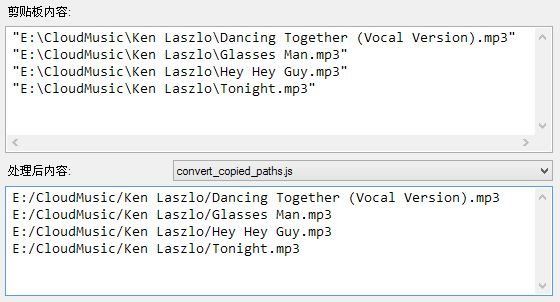 剪贴板内容:
"E:\CloudMusic\Ken Laszlo\Dancing Together (Vocal Version).mp3"
"E:\CloudMusic\Ken Laszlo\Glasses Man.mp3"
"E:\CloudMusic\Ken Laszlo\Hey Hey Guy.mp3"
"E:\CloudMusic\Ken Laszlo\Tonight.mp3"
处理后内容: convert_copied_paths.js
E:/CloudMusic/Ken Laszlo/Dancing Together (Vocal Version).mp3
E:/CloudMusic/Ken Laszlo/Glasses Man.mp3
E:/CloudMusic/Ken Laszlo/Hey Hey Guy.mp3
E:/CloudMusic/Ken Laszlo/Tonight.mp3